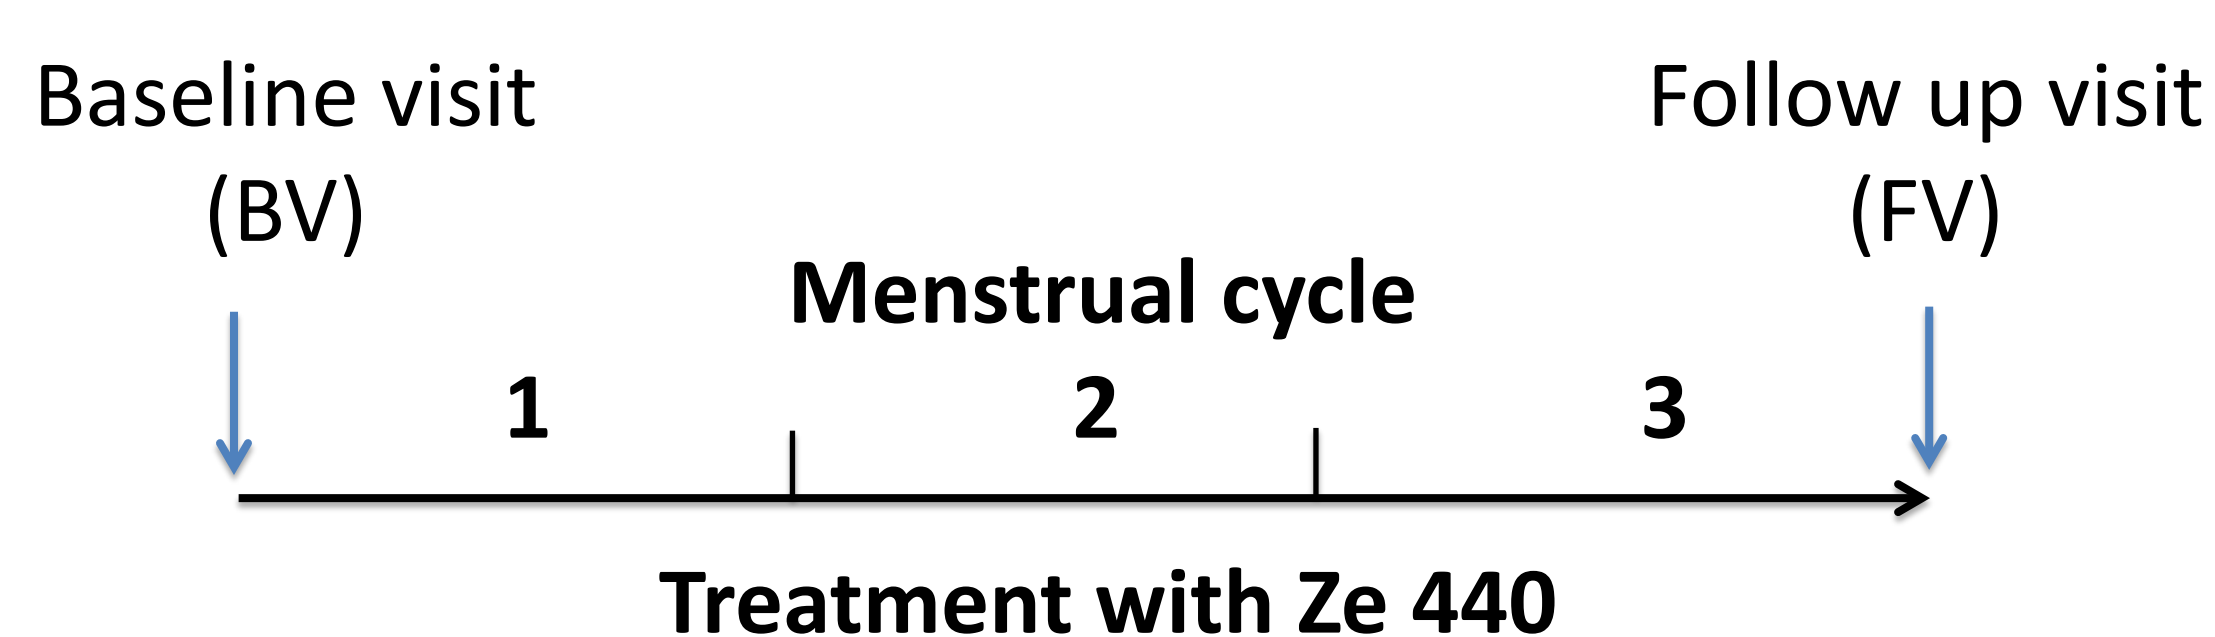 Baseline visit
(BV)
Follow up visit
(FV)
Menstrual cycle
1 2 3
Treatment with Ze 440